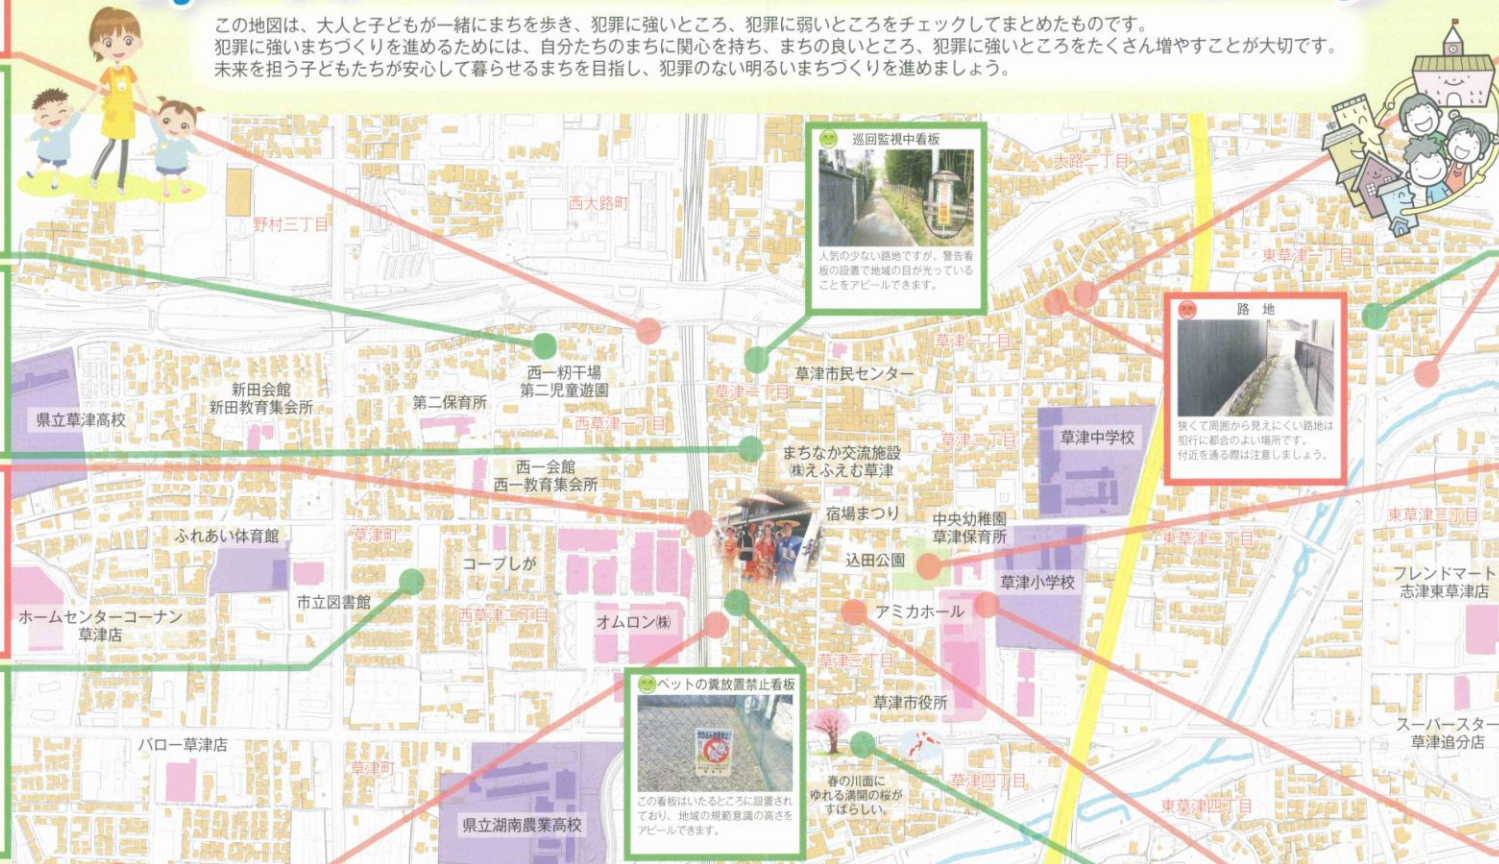 この地図は、大人と子どもが一緒にまちを歩き、犯罪に強いところ、犯罪に弱いところをチェックしてまとめたものです。
犯罪に強いまちづくりを進めるためには、自分たちのまちに関心を持ち、まちの良いところ、犯罪に強いところをたくさん増やすことが大切です。
未来を担う子どもたちが安心して暮らせるまちを目指し、犯罪のない明るいまちづくりを進めましょう。
巡回監視中看板
人気の少ない路地ですが、警告看
板の設置で地域の目が光っている
ことをアピールできます。
大路二丁目
西大路町
野村三丁目
東草津一丁目
路 地
狭くて周囲から見えにくい路地は
犯行に都合のよい場所です。
付近を通る際は注意しましょう。
草津一丁目
西一籾干場
第二児童遊園
草津市民センター
新田会館
新田教育集会所
第二保育所
草津一丁目
県立草津高校
西草津一丁目
草津二丁目
草津中学校
まちなか交流施設
㈱えふえむ草津
西一会館
西一教育集会所
宿場まつり
中央幼稚園
草津保育所
東草津三丁目
ふれあい体育館
草津町
東草津二丁目
コープしが
込田公園
草津小学校
フレンドマート
志津東草津店
市立図書館
ホームセンターコーナン
草津店
西草津二丁目
オムロン㈱
アミカホール
草津三丁目
ペットの糞放置禁止看板
この看板はいたるところに設置され
ており、地域の規範意識の高さを
アピールできます。
草津市役所
スーパースター
草津追分店
バロー草津店
草津町
春の川面に
ゆれる満開の桜が
すばらしい。
草津四丁目
東草津四丁目
県立湖南農業高校